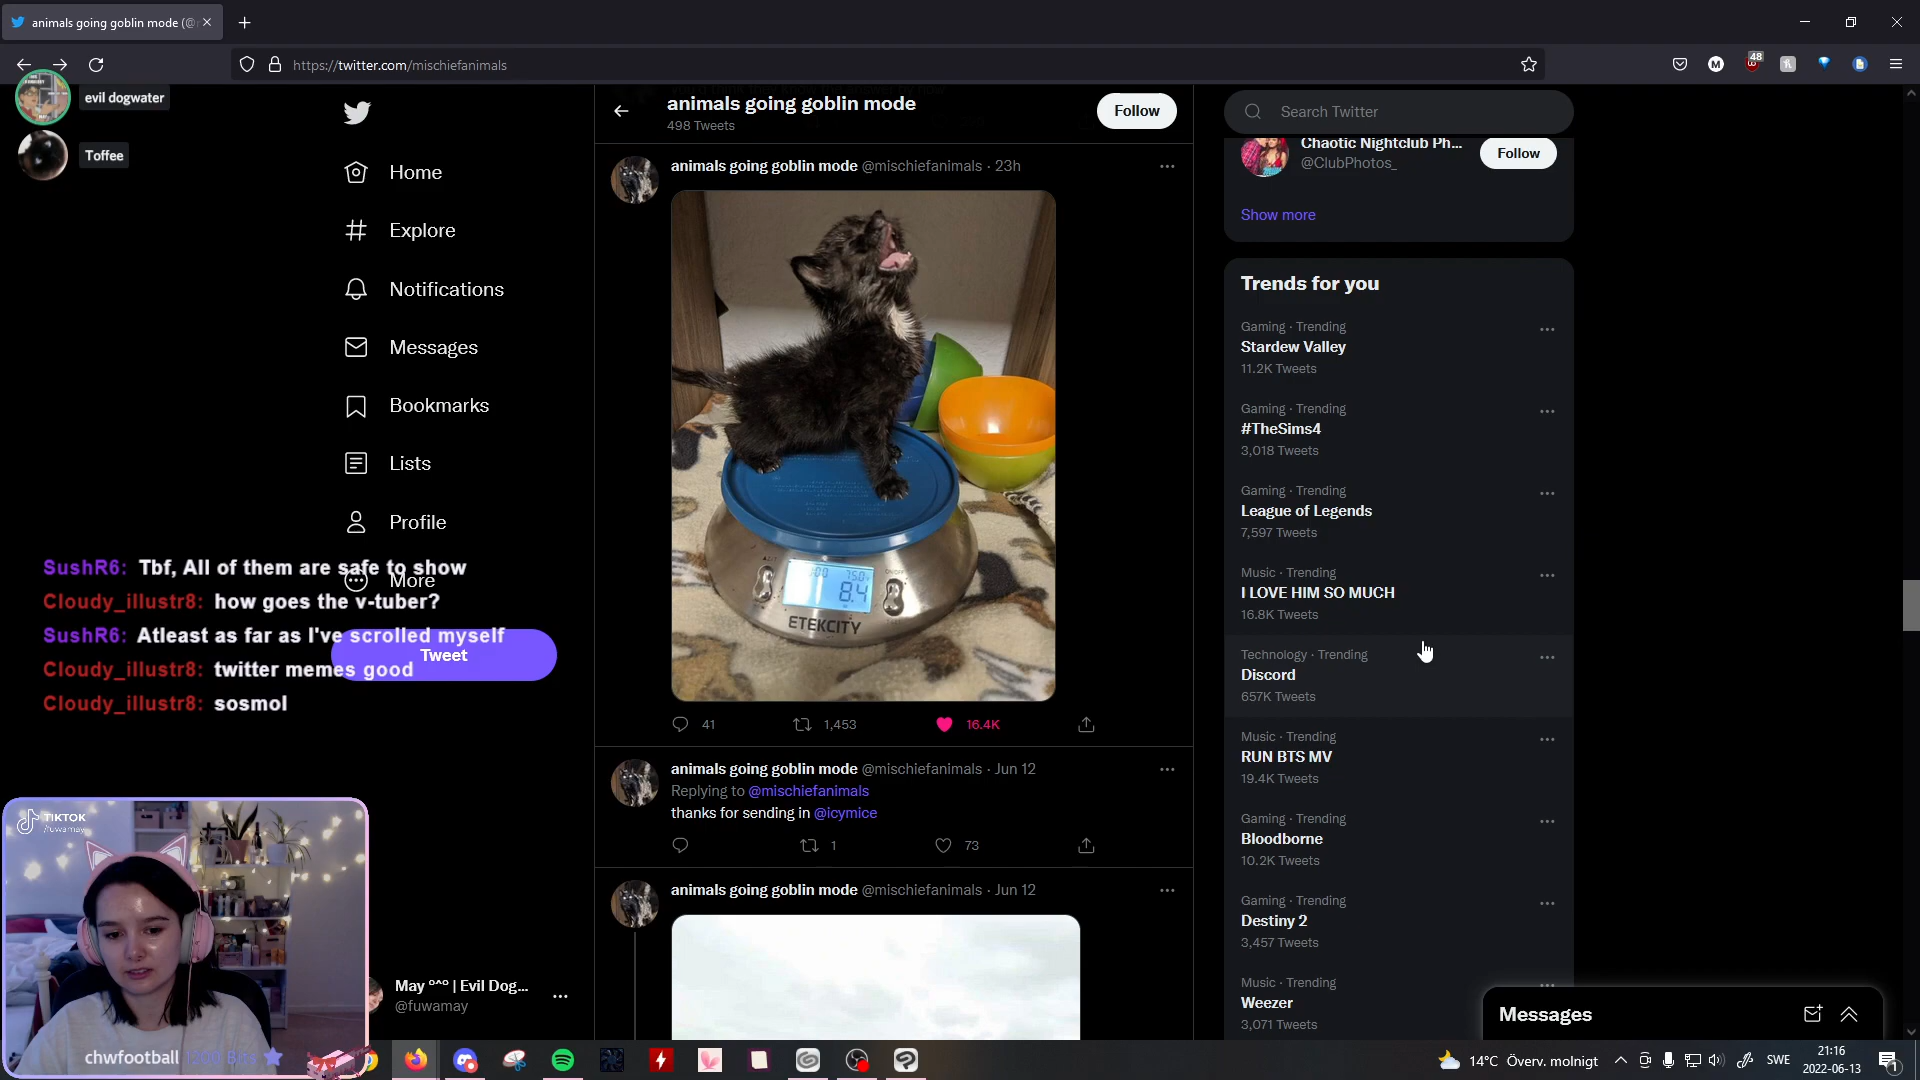 animals going goblin mode (@
https://twitter.com/mischiefanimals
48
evil dogwater
Toffee
Home
Explore
Notifications
Messages
Bookmarks
Lists
Profile
More
Tweet
SushR6: Tbf, All of them are safe to show
Cloudy_illustr8: how goes the v-tuber?
SushR6: Atleast as far as I've scrolled myself
Cloudy_illustr8: twitter memes good
Cloudy_illustr8: sosmol
TIKTOK
/fuwamay
chwfootball
May °^° | Evil Dog...
@fuwamay
animals going goblin mode
498 Tweets
Follow
animals going goblin mode @mischiefanimals · 23h
8.4
ETEKCITY
41
1,453
16.4K
animals going goblin mode @mischiefanimals · Jun 12
Replying to @mischiefanimals
thanks for sending in @icymice
1
73
animals going goblin mode @mischiefanimals · Jun 12
Search Twitter
Chaotic Nightclub Ph...
@ClubPhotos_
Follow
Show more
Trends for you
Gaming · Trending
Stardew Valley
11.2K Tweets
Gaming · Trending
#TheSims4
3,018 Tweets
Gaming · Trending
League of Legends
7,597 Tweets
Music · Trending
I LOVE HIM SO MUCH
16.8K Tweets
Technology · Trending
Discord
657K Tweets
Music · Trending
RUN BTS MV
19.4K Tweets
Gaming · Trending
Bloodborne
10.2K Tweets
Gaming · Trending
Destiny 2
3,457 Tweets
Music · Trending
Weezer
3,071 Tweets
Messages
14°C Överv. molnigt
SWE
21:16
2022-06-13
1